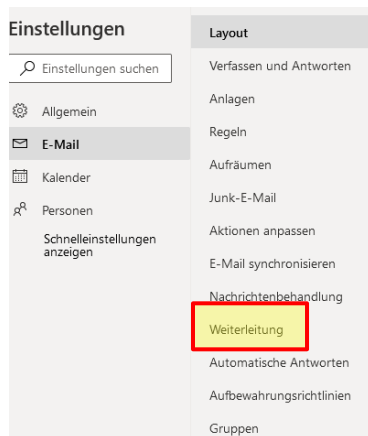 Einstellungen
Einstellungen suchen
Allgemein
E-Mail
Kalender
Personen
Schnelleinstellungen
anzeigen
Layout
Verfassen und Antworten
Anlagen
Regeln
Aufräumen
Junk-E-Mail
Aktionen anpassen
E-Mail synchronisieren
Nachrichtenbehandlung
Weiterleitung
Automatische Antworten
Aufbewahrungsrichtlinien
Gruppen